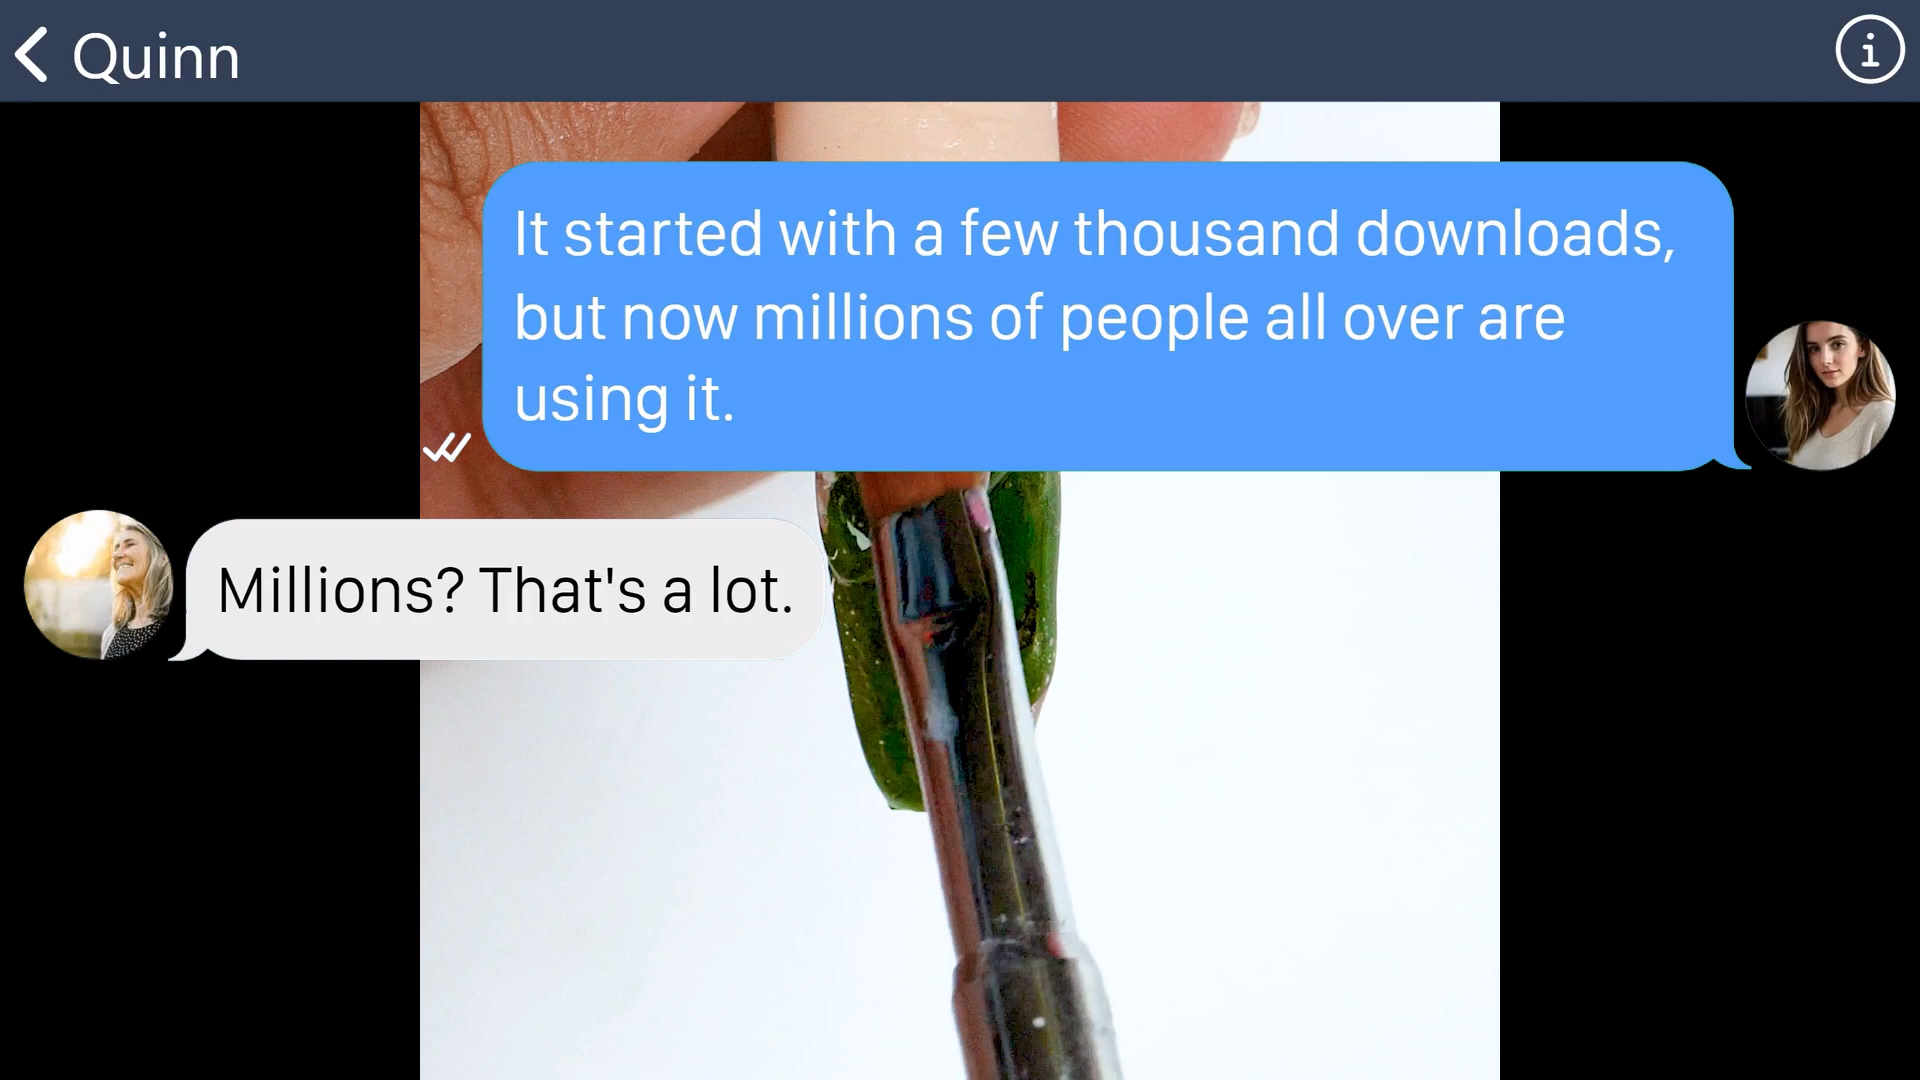 Quinn
It started with a few thousand downloads,
but now millions of people all over are
using it.
Millions? That's a lot.